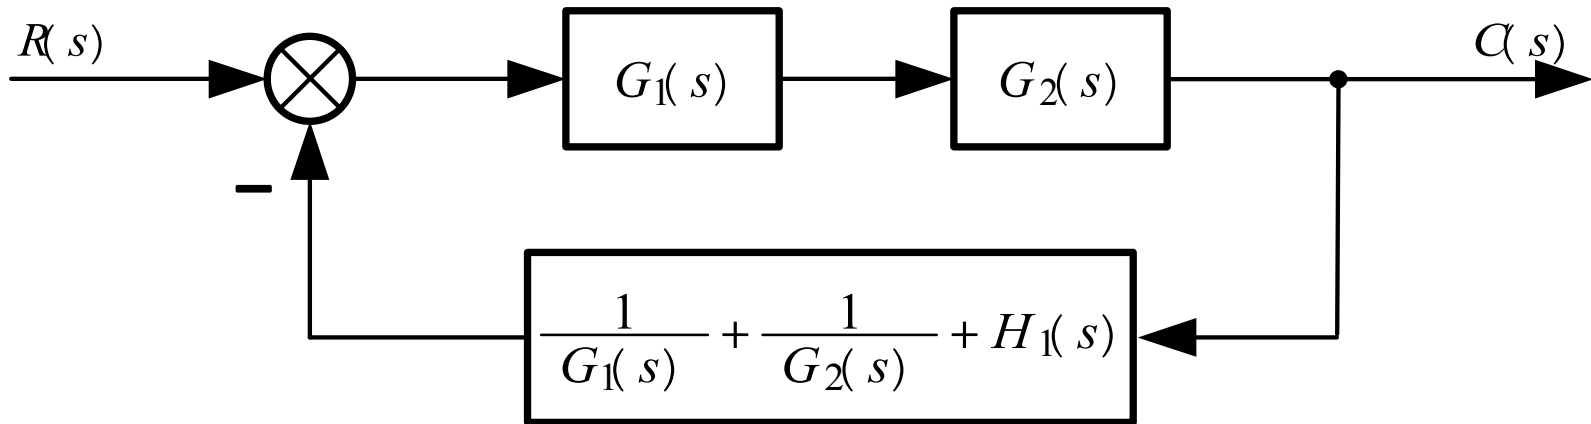 R(s)
G₁(s)
G₂(s)
C(s)
−
1/G₁(s) + 1/G₂(s) + H₁(s)